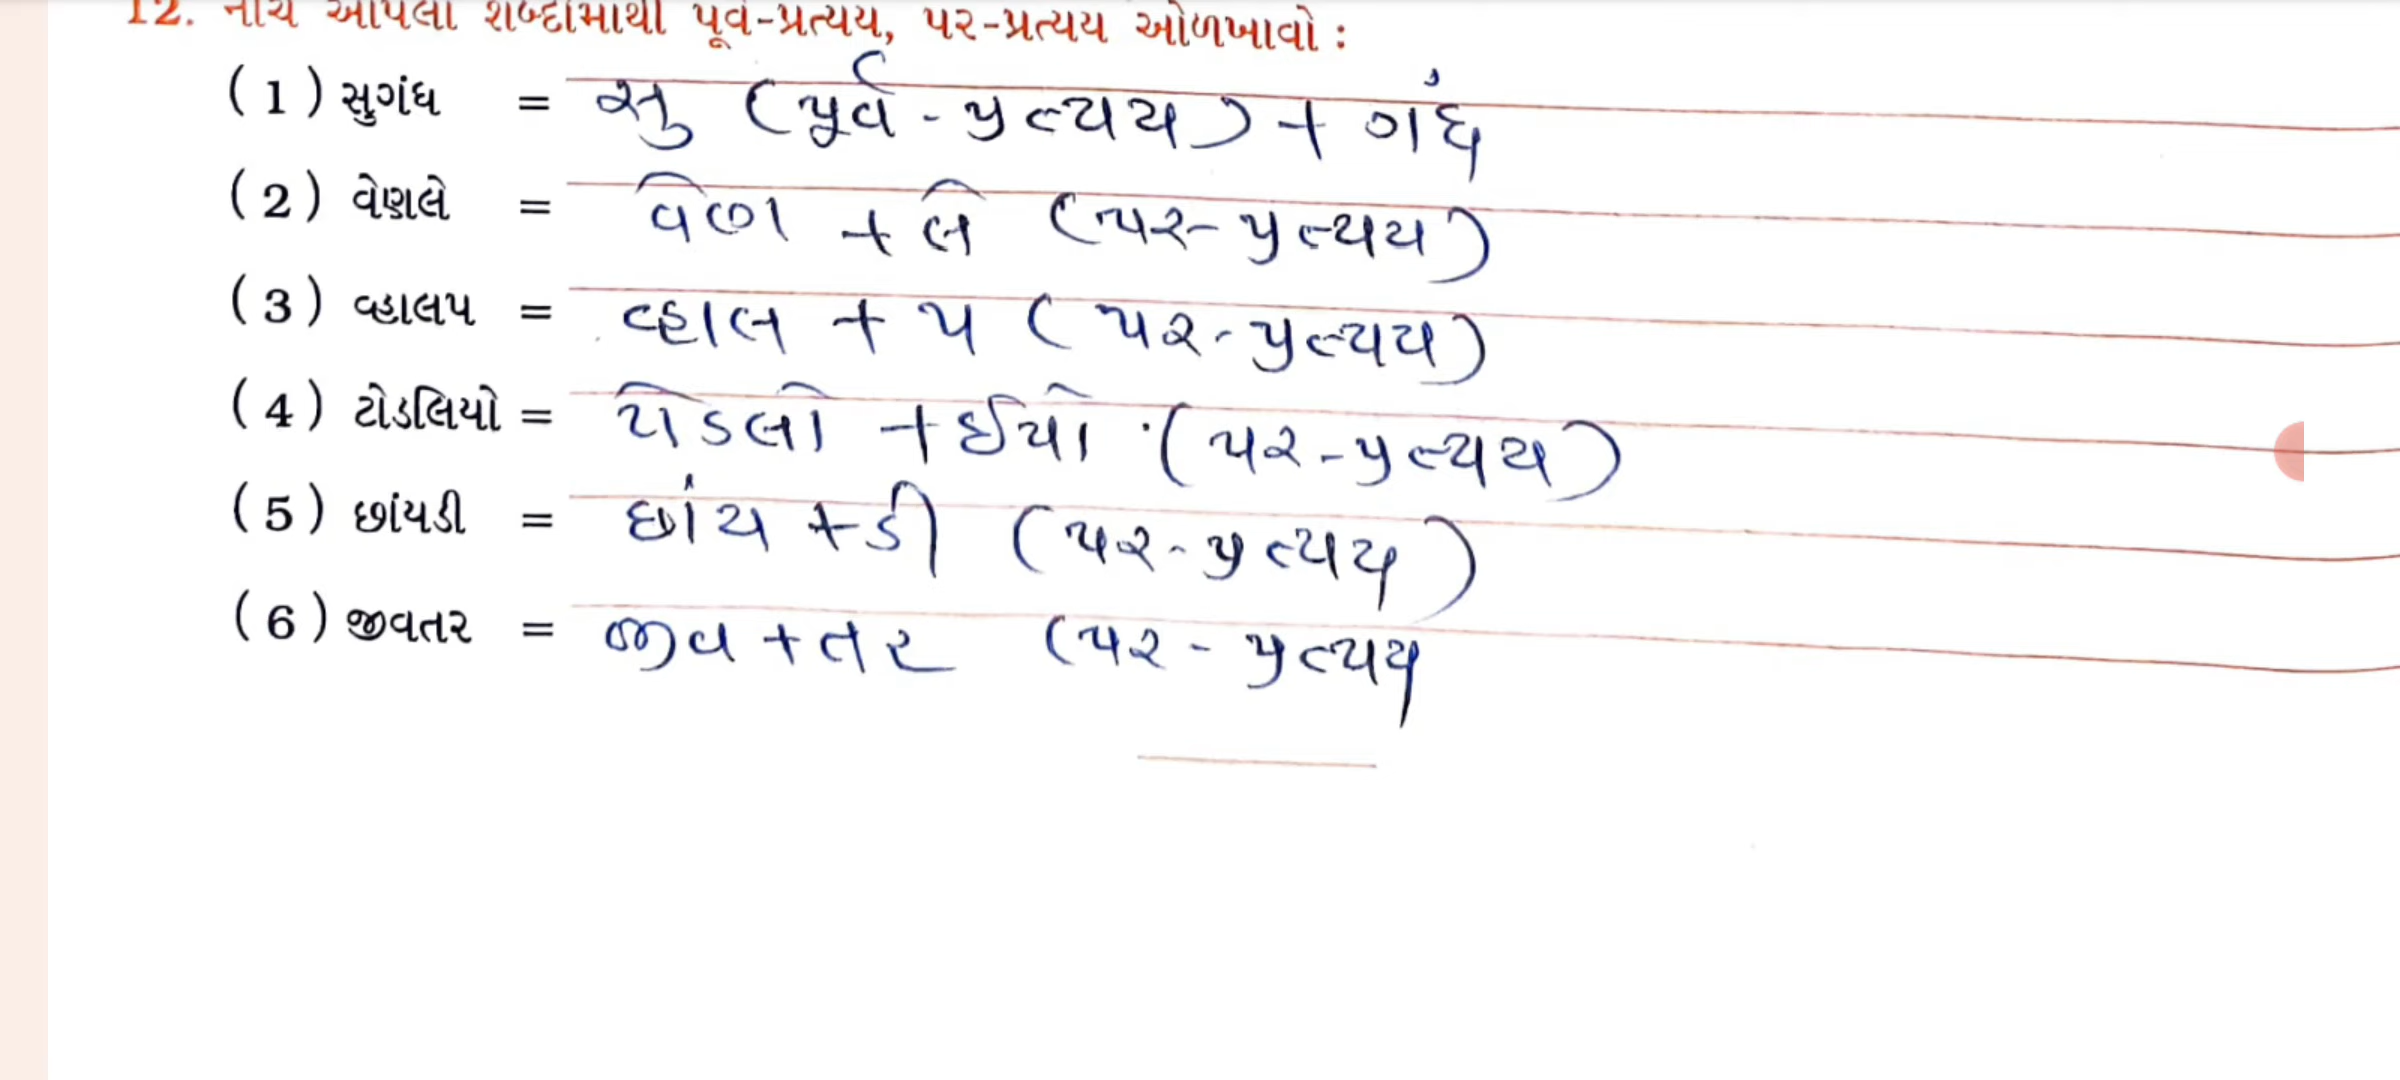 12. નીચે આપેલા શબ્દોમાંથી પૂર્વ-પ્રત્યય, પર-પ્રત્યય ઓળખાવો :
(1) સુગંધ = સુ (પૂર્વ - પ્રત્યય) + ગંધ
(2) વેણલે = વેણ + લે (પર- પ્રત્યય)
(3) વ્હાલપ = વ્હાલ + પ (પર - પ્રત્યય)
(4) ટોડલિયો = ટોડલો + ઈયો (પર - પ્રત્યય)
(5) છાંયડી = છાંય + ડી (પર - પ્રત્યય)
(6) જીવતર = જીવ + તર (પર - પ્રત્યય